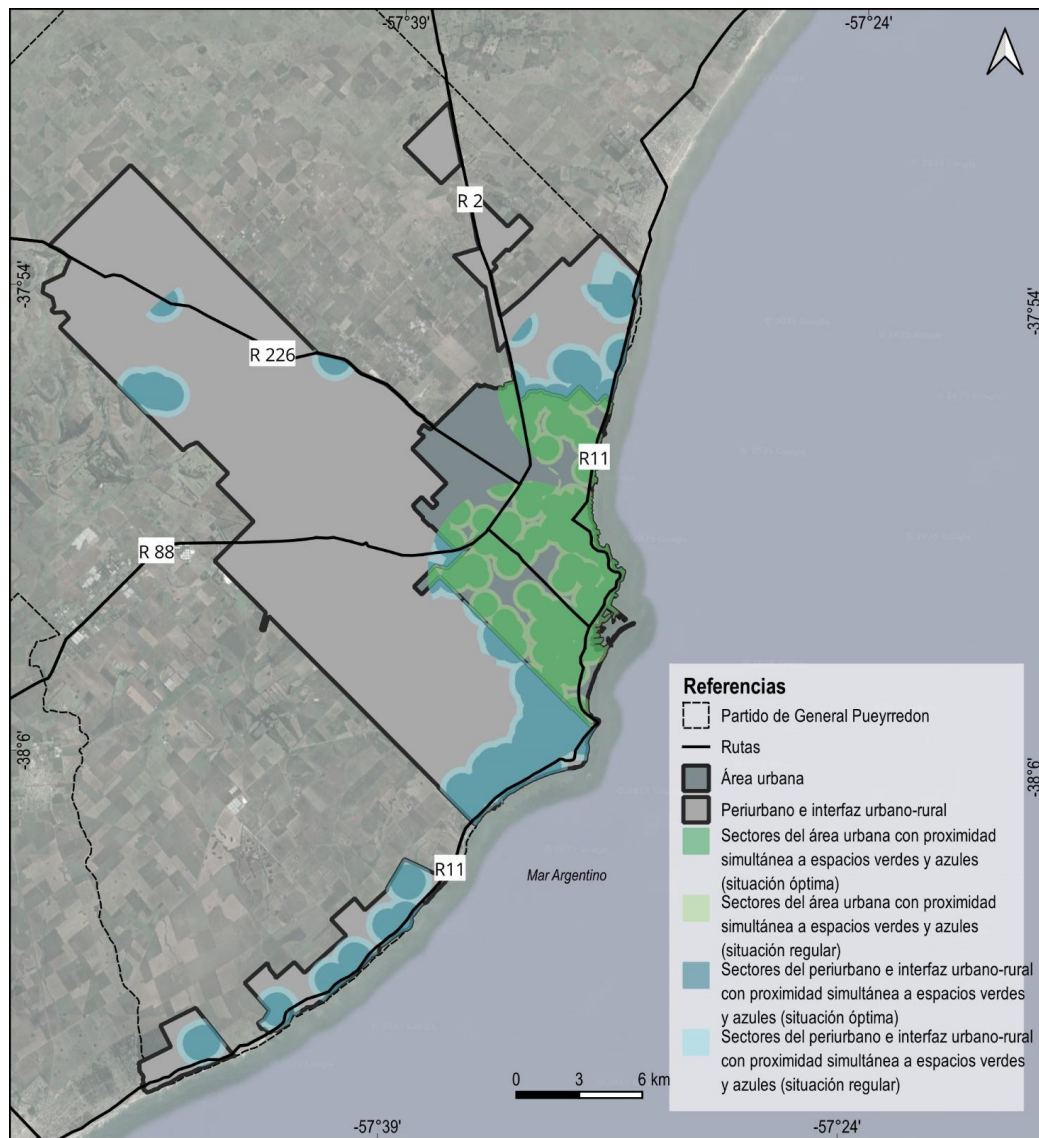 -57°39'
-57°24'
R 2
-37°54'
-37°54'
R 226
R11
R 88
Referencias
Partido de General Pueyrredon
Rutas
Área urbana
Periurbano e interfaz urbano-rural
Sectores del área urbana con proximidad
simultánea a espacios verdes y azules
(situación óptima)
Sectores del área urbana con proximidad
simultánea a espacios verdes y azules
(situación regular)
Sectores del periurbano e interfaz urbano-rural
con proximidad simultánea a espacios verdes
y azules (situación óptima)
Sectores del periurbano e interfaz urbano-rural
con proximidad simultánea a espacios verdes
y azules (situación regular)
-38°6'
-38°6'
R11
Mar Argentino
0 3 6 km
-57°39'
-57°24'